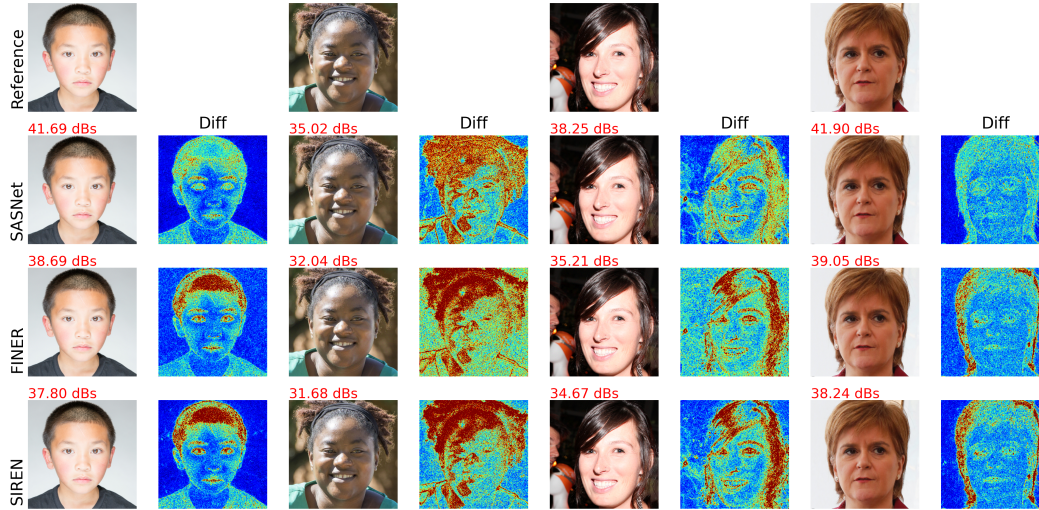 Reference
Diff Diff Diff Diff
41.69 dBs 35.02 dBs 38.25 dBs 41.90 dBs
SASNet
38.69 dBs 32.04 dBs 35.21 dBs 39.05 dBs
FINER
37.80 dBs 31.68 dBs 34.67 dBs 38.24 dBs
SIREN